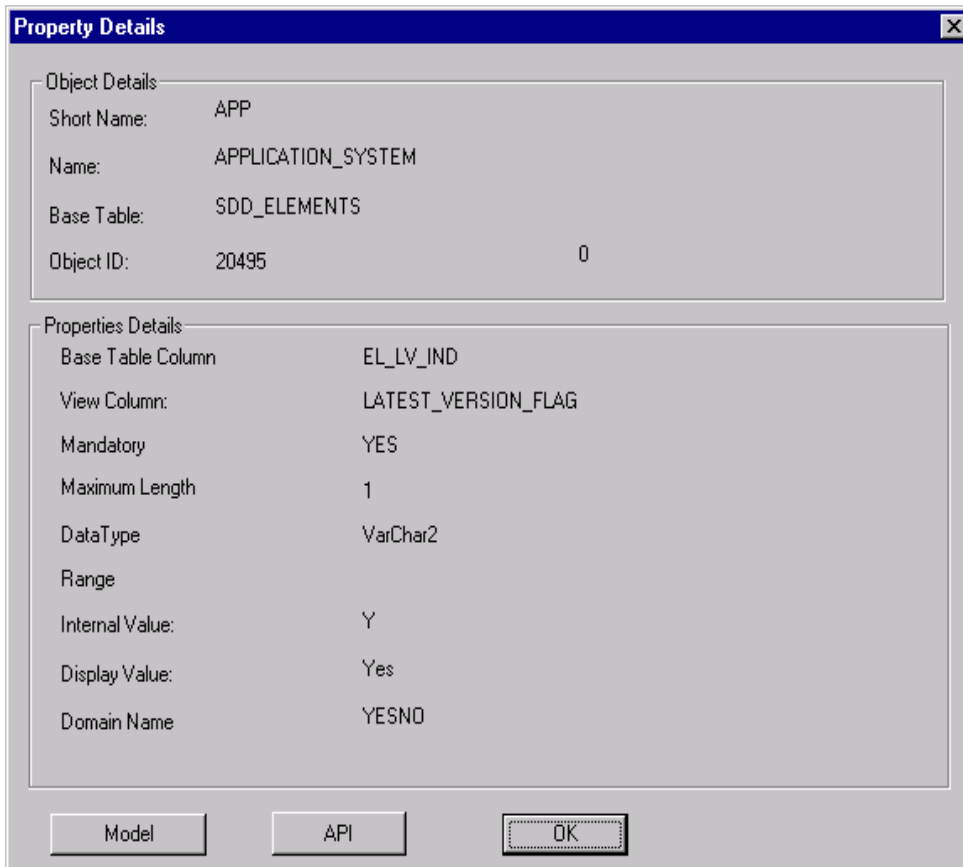 Property Details
Object Details
Short Name: APP
Name: APPLICATION_SYSTEM
Base Table: SDD_ELEMENTS
Object ID: 20495 0
Properties Details
Base Table Column EL_LV_IND
View Column: LATEST_VERSION_FLAG
Mandatory YES
Maximum Length 1
DataType VarChar2
Range
Internal Value: Y
Display Value: Yes
Domain Name YESNO
Model API OK